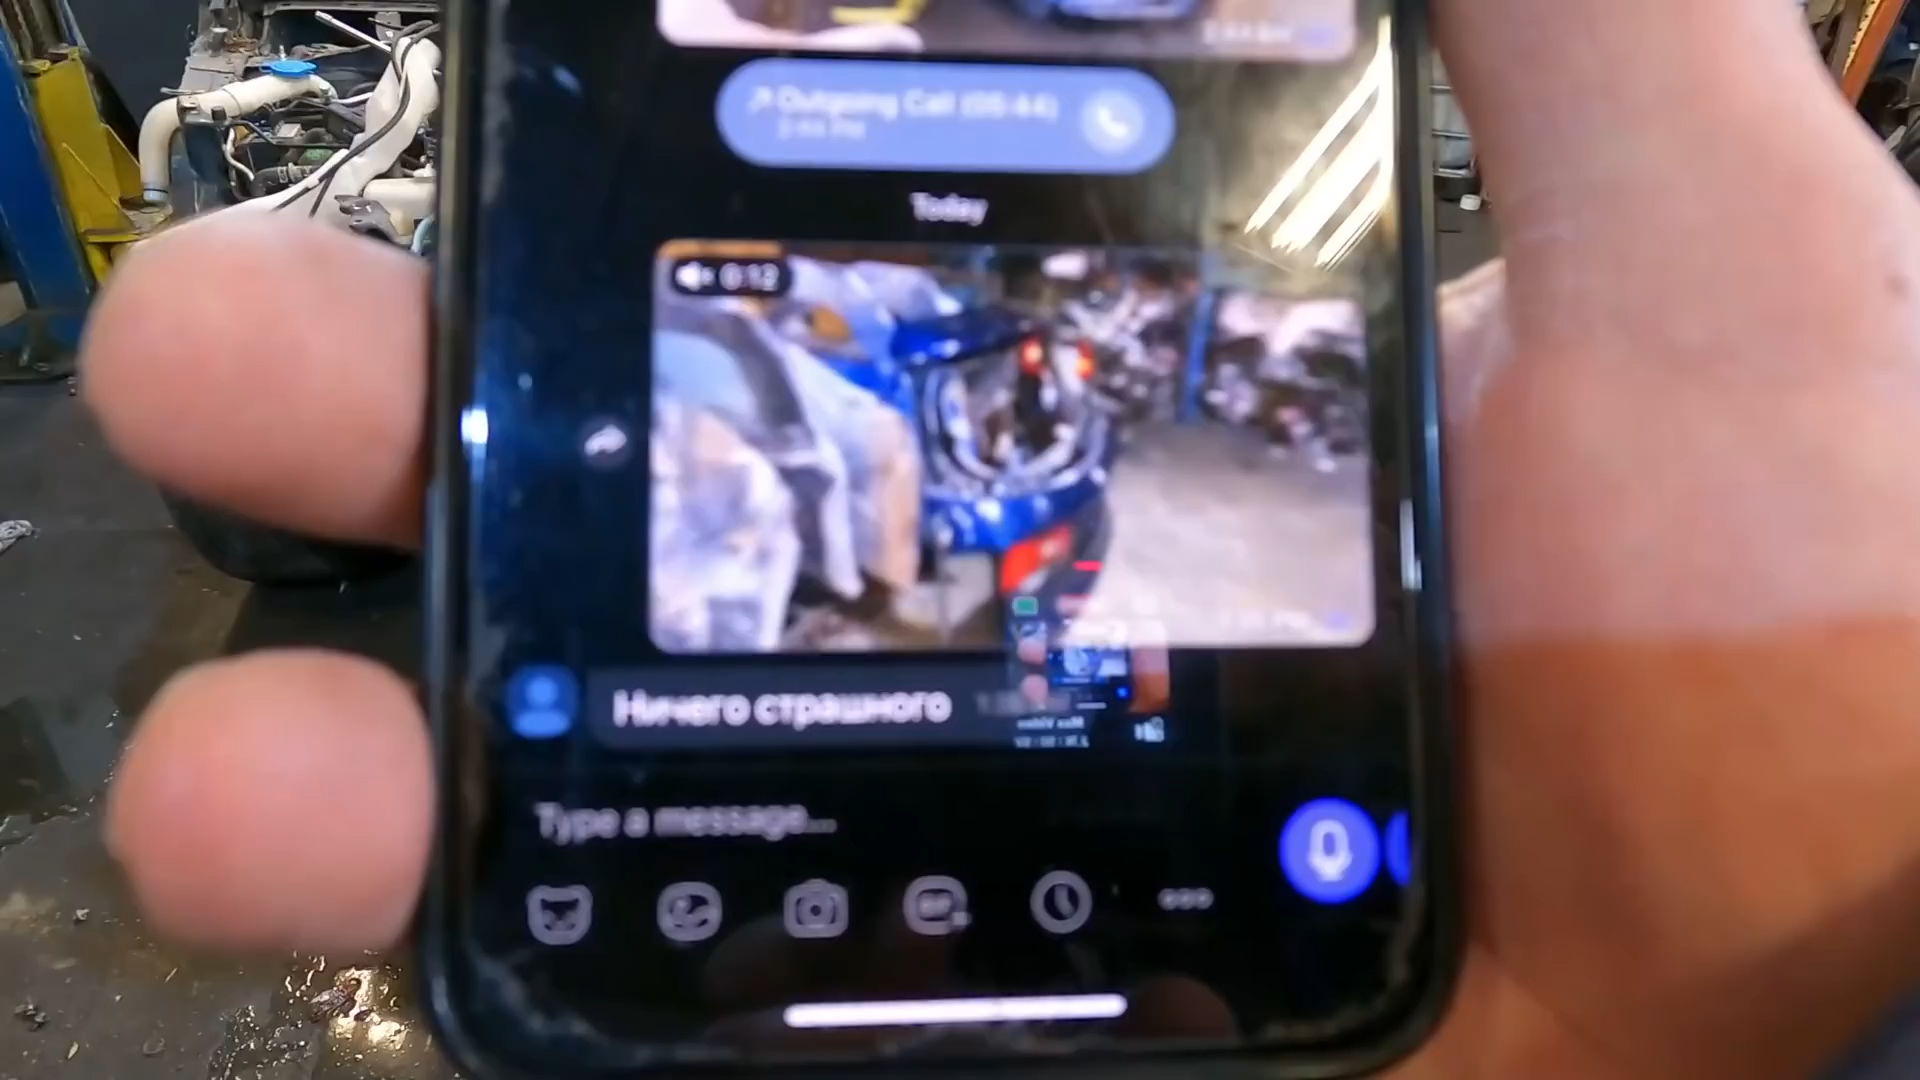 Outgoing Call (00:44)
Today
0:12
Ничего страшного
Type a message...